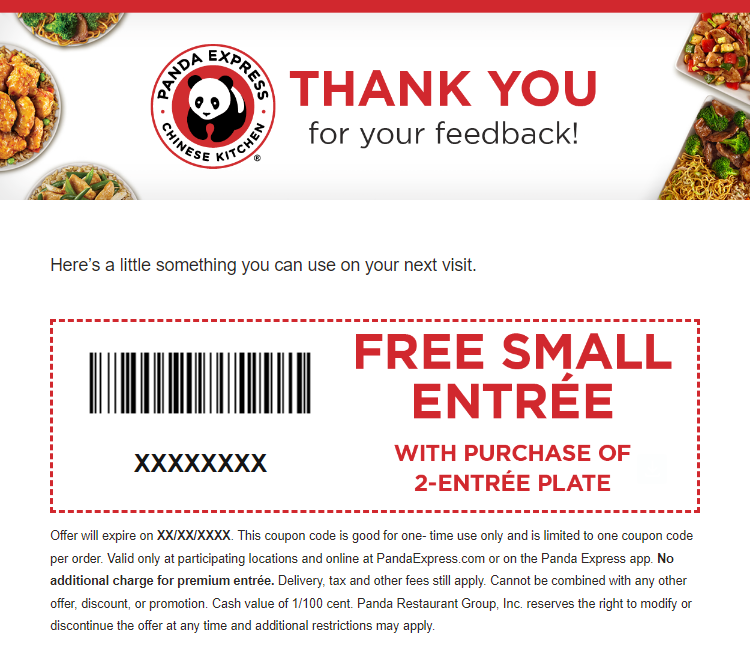 PANDA EXPRESS
CHINESE KITCHEN
®
THANK YOU
for your feedback!
Here’s a little something you can use on your next visit.
FREE SMALL
ENTRÉE
WITH PURCHASE OF
2-ENTRÉE PLATE
XXXXXXXX
Offer will expire on XX/XX/XXXX. This coupon code is good for one- time use only and is limited to one coupon code
per order. Valid only at participating locations and online at PandaExpress.com or on the Panda Express app. No
additional charge for premium entrée. Delivery, tax and other fees still apply. Cannot be combined with any other
offer, discount, or promotion. Cash value of 1/100 cent. Panda Restaurant Group, Inc. reserves the right to modify or
discontinue the offer at any time and additional restrictions may apply.